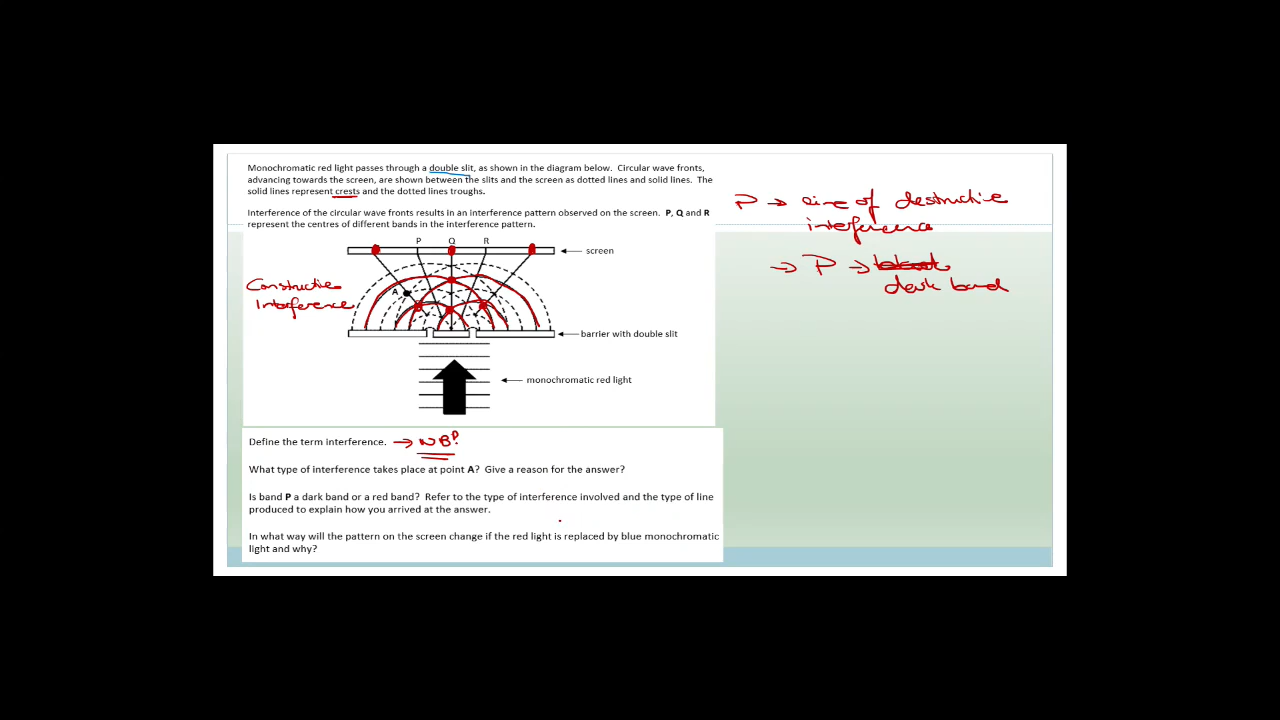 Monochromatic red light passes through a double slit, as shown in the diagram below. Circular wave fronts,
advancing towards the screen, are shown between the slits and the screen as dotted lines and solid lines. The
solid lines represent crests and the dotted lines troughs.
Interference of the circular wave fronts results in an interference pattern observed on the screen. P, Q and R
represent the centres of different bands in the interference pattern.
P Q R
screen
A
Constructive
Interference
barrier with double slit
monochromatic red light
Define the term interference. → NB!
What type of interference takes place at point A? Give a reason for the answer?
Is band P a dark band or a red band? Refer to the type of interference involved and the type of line
produced to explain how you arrived at the answer.
In what way will the pattern on the screen change if the red light is replaced by blue monochromatic
light and why?
P → line of destructive
interference
→ P →
dark band